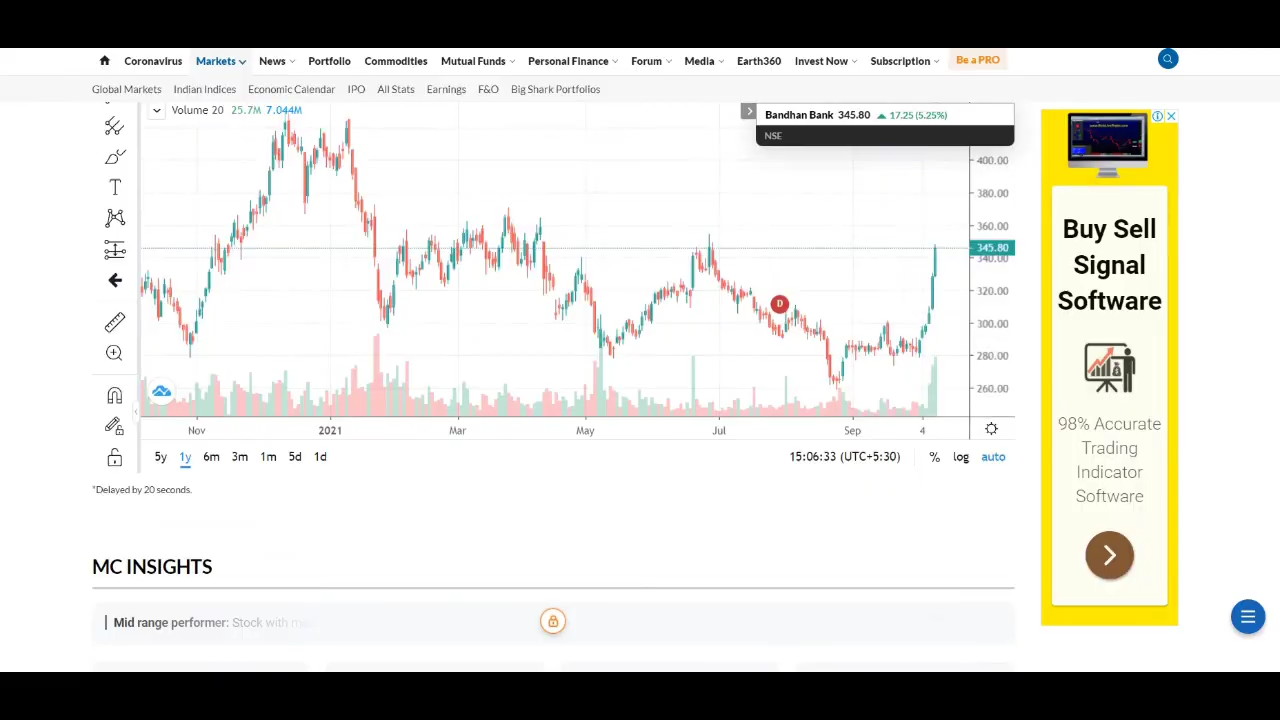 Coronavirus Markets News Portfolio Commodities Mutual Funds Personal Finance Forum Media Earth360 Invest Now Subscription Be a PRO
Global Markets Indian Indices Economic Calendar IPO All Stats Earnings F&O Big Shark Portfolios
Volume 20 25.7M 7.044M
Bandhan Bank 345.80 17.25 (5.25%)
NSE
400.00
380.00
360.00
345.80
340.00
320.00
300.00
280.00
260.00
D
Nov 2021 Mar May Jul Sep 4
5y 1y 6m 3m 1m 5d 1d 15:06:33 (UTC+5:30) % log auto
*Delayed by 20 seconds.
MC INSIGHTS
Mid range performer: Stock with
Buy Sell
Signal
Software
98% Accurate
Trading
Indicator
Software